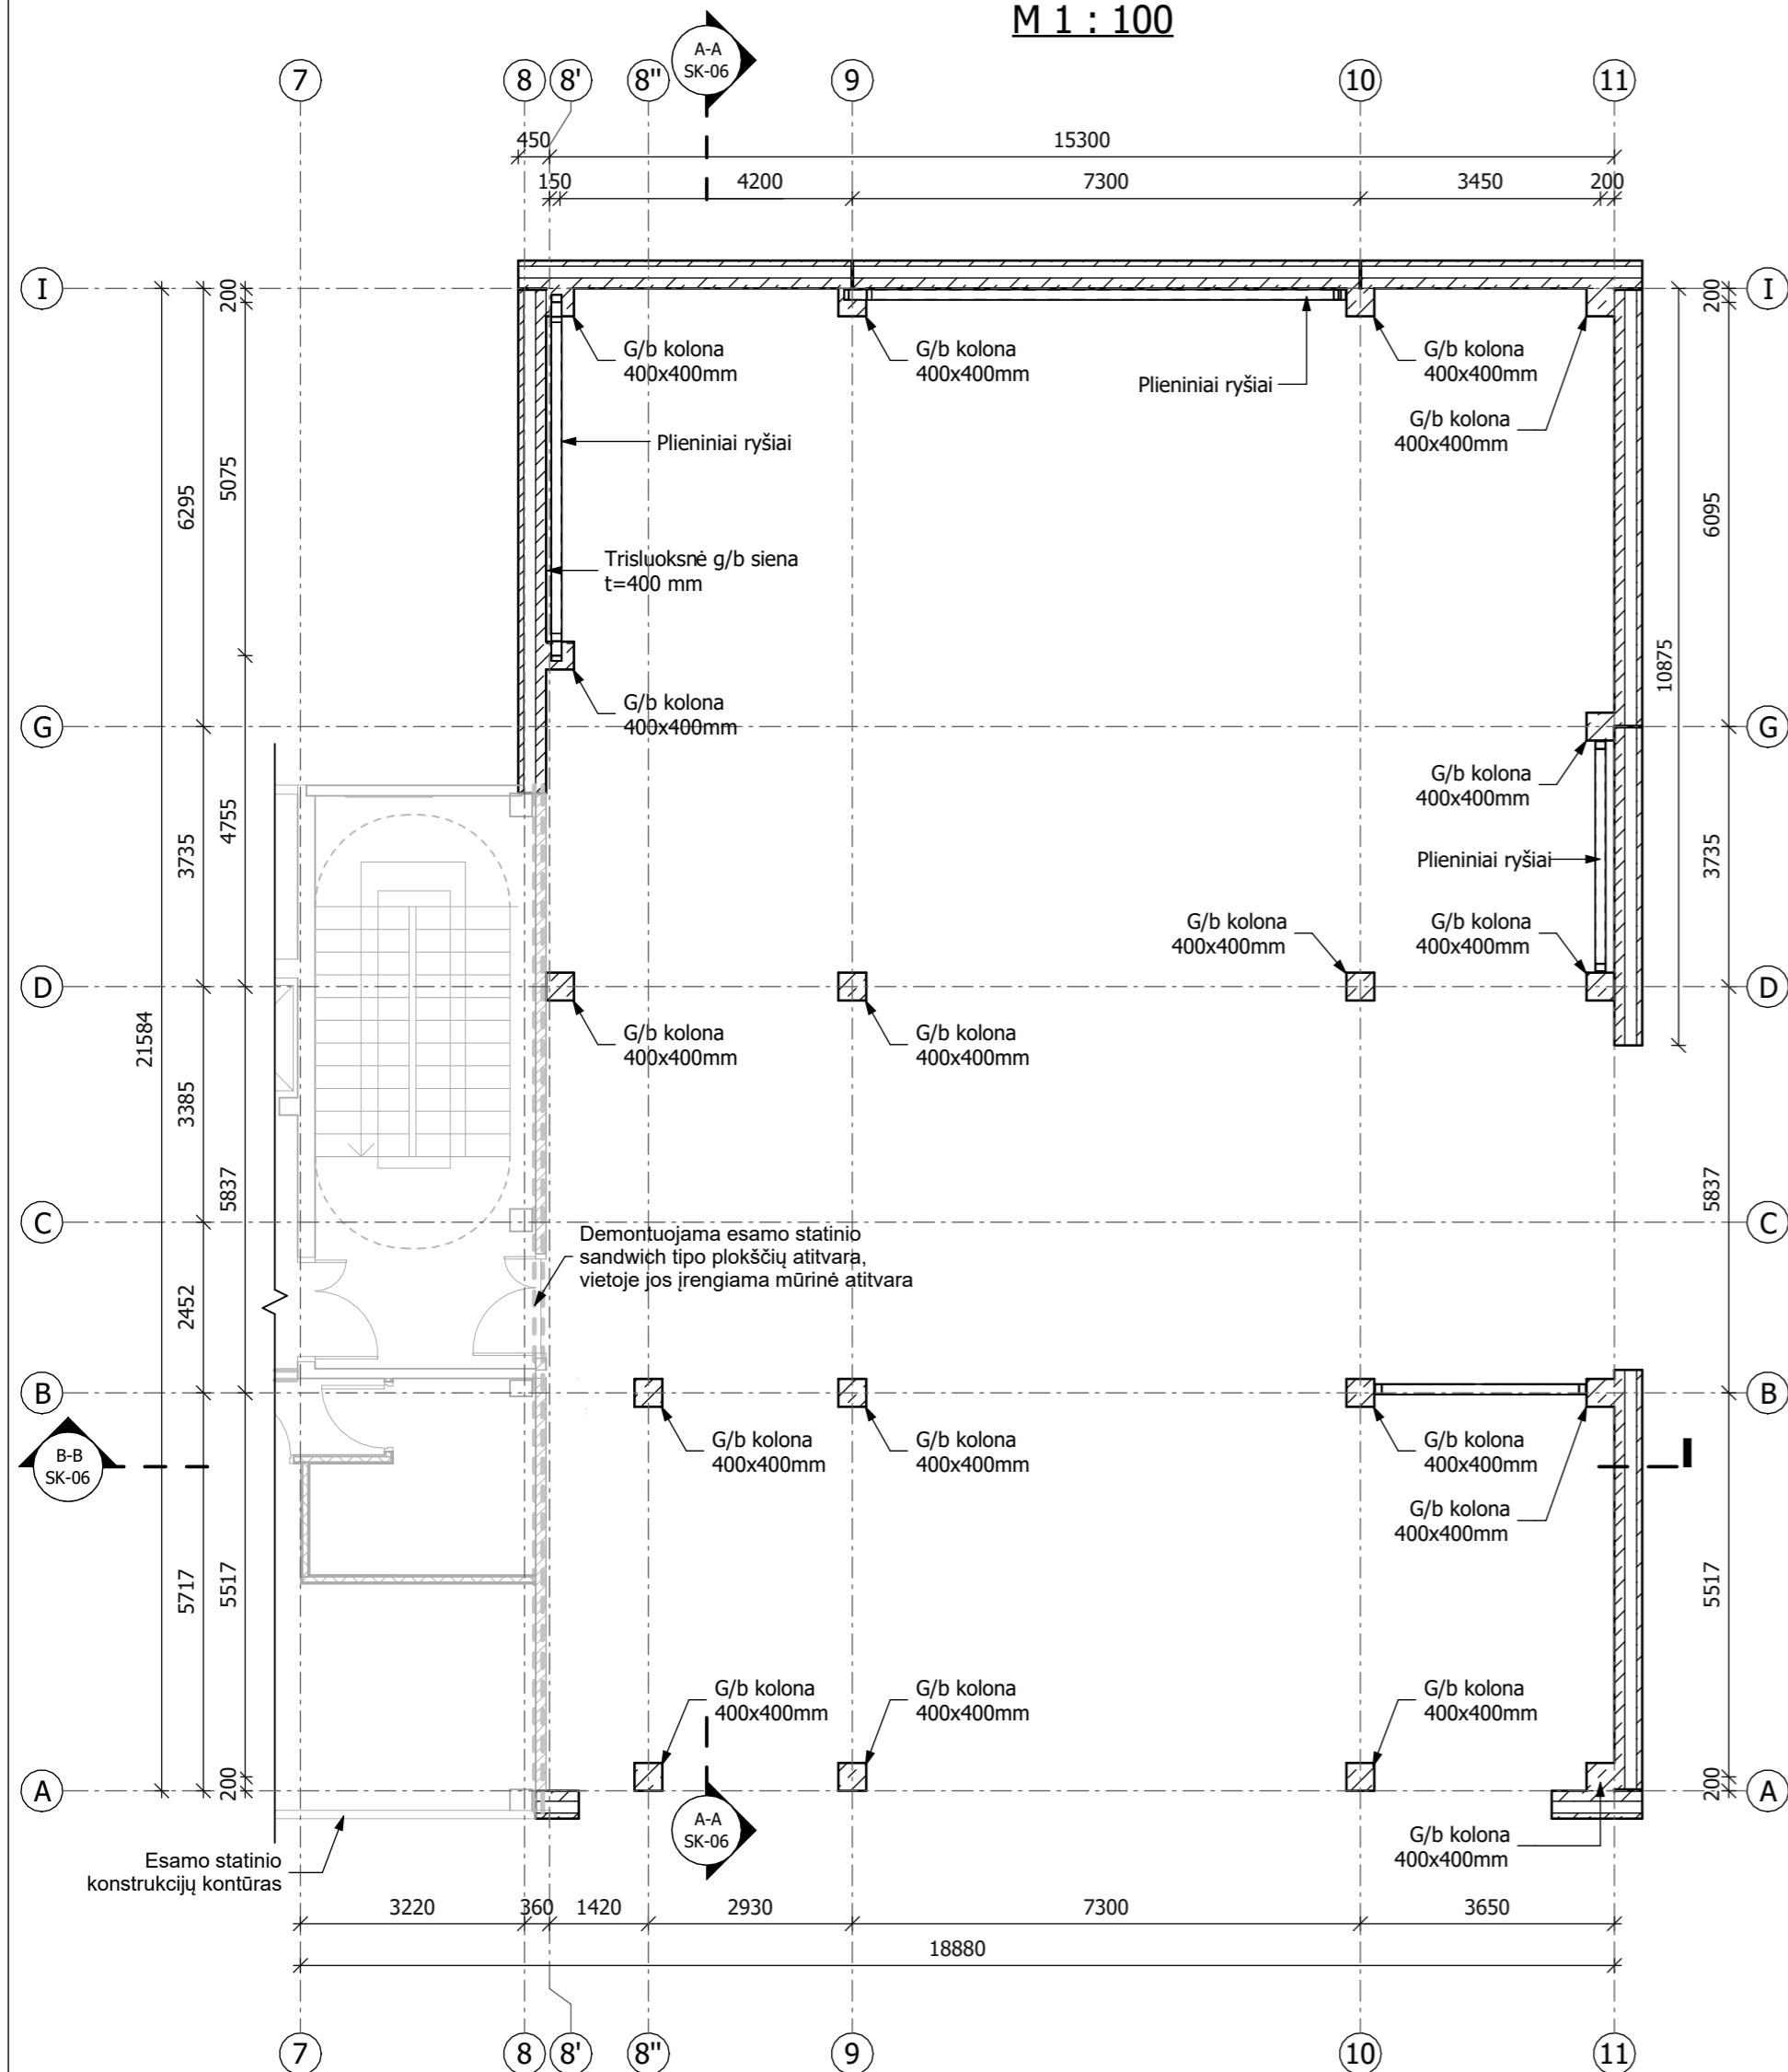 M 1 : 100
A-A
SK-06
7
8
8'
8"
9
10
11
450
15300
150
4200
7300
3450
200
I
I
200
200
G/b kolona
400x400mm
G/b kolona
400x400mm
G/b kolona
400x400mm
Plieniniai ryšiai
G/b kolona
400x400mm
Plieniniai ryšiai
6295
5075
6095
Trisluoksnė g/b siena
t=400 mm
10875
G/b kolona
400x400mm
G
G
G/b kolona
400x400mm
3735
4755
3735
Plieniniai ryšiai
G/b kolona
400x400mm
G/b kolona
400x400mm
D
D
G/b kolona
400x400mm
G/b kolona
400x400mm
21584
3385
5837
5837
C
C
Demontuojama esamo statinio
sandwich tipo plokščių atitvara,
vietoje jos įrengiama mūrinė atitvara
2452
B
B
B-B
SK-06
G/b kolona
400x400mm
G/b kolona
400x400mm
G/b kolona
400x400mm
G/b kolona
400x400mm
5717
5517
5517
G/b kolona
400x400mm
G/b kolona
400x400mm
G/b kolona
400x400mm
200
200
A
A
A-A
SK-06
G/b kolona
400x400mm
Esamo statinio
konstrukcijų kontūras
3220
360
1420
2930
7300
3650
18880
7
8
8'
8"
9
10
11